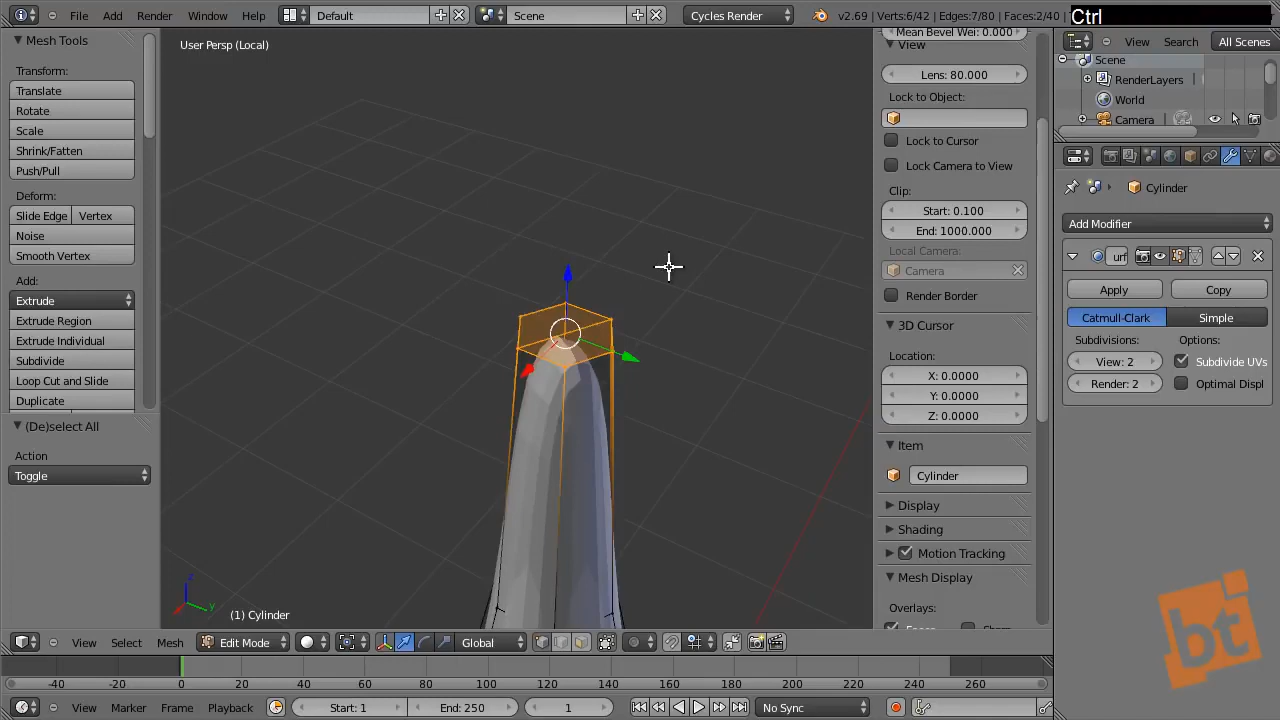 File Add Render Window Help Default Scene Cycles Render v2.69 | Verts:6/42 | Edges:7/80 | Faces:2/40 Ctrl
Mesh Tools
Transform:
Translate
Rotate
Scale
Shrink/Fatten
Push/Pull
Deform:
Slide Edge Vertex
Noise
Smooth Vertex
Add:
Extrude
Extrude Region
Extrude Individual
Subdivide
Loop Cut and Slide
Duplicate
(De)select All
Action
Toggle
User Persp (Local)
(1) Cylinder
Mean Bevel Wei: 0.000
View
Lens: 80.000
Lock to Object:
Lock to Cursor
Lock Camera to View
Clip:
Start: 0.100
End: 1000.000
Local Camera:
Camera
Render Border
3D Cursor
Location:
X: 0.0000
Y: 0.0000
Z: 0.0000
Item
Cylinder
Display
Shading
Motion Tracking
Mesh Display
Overlays:
View Search All Scenes
Scene
RenderLayers
World
Camera
Cylinder
Add Modifier
urf
Apply Copy
Catmull-Clark Simple
Subdivisions: Options:
View: 2 Subdivide UVs
Render: 2 Optimal Displ
bt
View Select Mesh Edit Mode Global
-40 -20 0 20 40 60 80 100 120 140 160 180 200 220 240 260
View Marker Frame Playback Start: 1 End: 250 1 No Sync